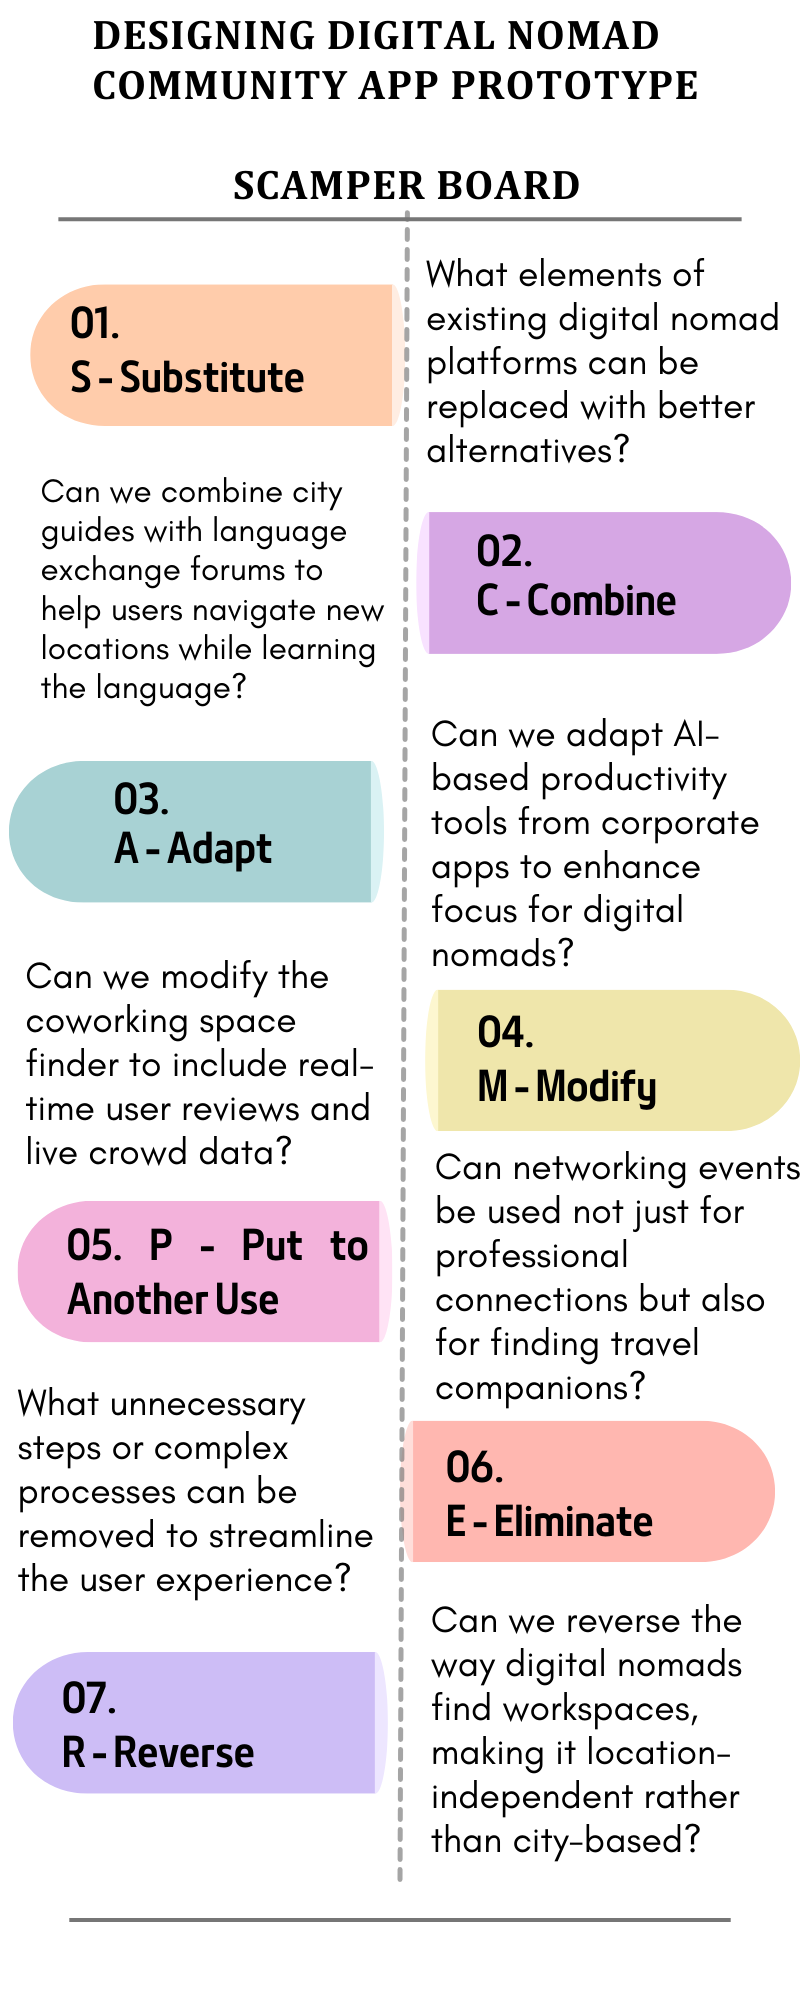 DESIGNING DIGITAL NOMAD
COMMUNITY APP PROTOTYPE
SCAMPER BOARD
01.
S - Substitute
What elements of
existing digital nomad
platforms can be
replaced with better
alternatives?
02.
C - Combine
Can we combine city
guides with language
exchange forums to
help users navigate new
locations while learning
the language?
03.
A - Adapt
Can we adapt AI-
based productivity
tools from corporate
apps to enhance
focus for digital
nomads?
04.
M - Modify
Can we modify the
coworking space
finder to include real-
time user reviews and
live crowd data?
05. P - Put to
Another Use
Can networking events
be used not just for
professional
connections but also
for finding travel
companions?
06.
E - Eliminate
What unnecessary
steps or complex
processes can be
removed to streamline
the user experience?
07.
R - Reverse
Can we reverse the
way digital nomads
find workspaces,
making it location-
independent rather
than city-based?